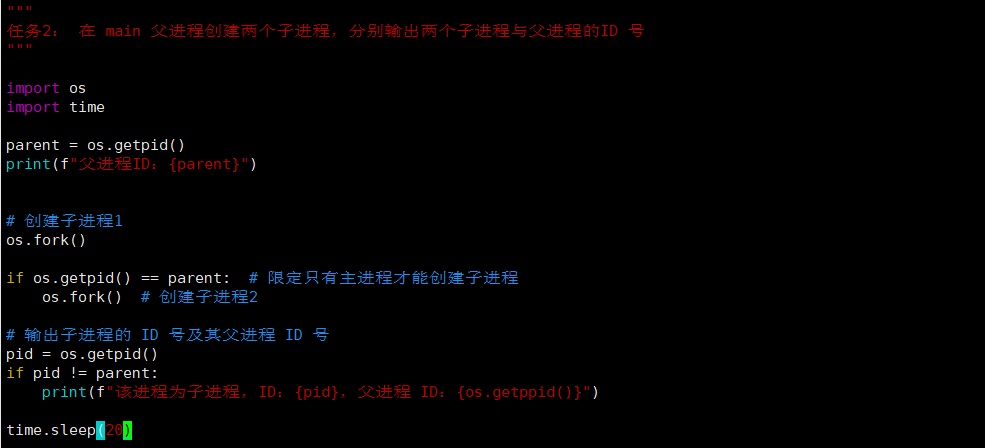 """
任务2： 在 main 父进程创建两个子进程，分别输出两个子进程与父进程的ID 号
"""
import os
import time
parent = os.getpid()
print(f"父进程ID：{parent}")
# 创建子进程1
os.fork()
if os.getpid() == parent:  # 限定只有主进程才能创建子进程
    os.fork()  # 创建子进程2
# 输出子进程的 ID 号及其父进程 ID 号
pid = os.getpid()
if pid != parent:
    print(f"该进程为子进程，ID：{pid}，父进程 ID：{os.getppid()}")
time.sleep(20)